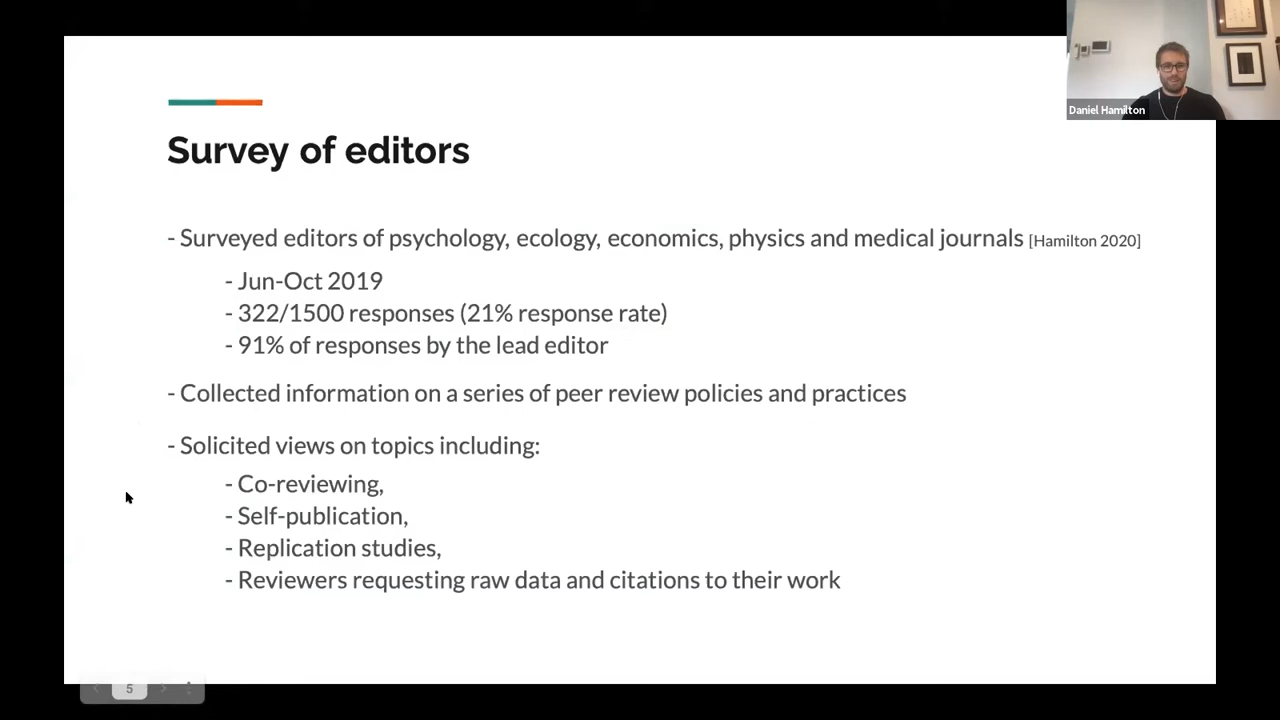 Daniel Hamilton
Survey of editors
- Surveyed editors of psychology, ecology, economics, physics and medical journals [Hamilton 2020]
- Jun-Oct 2019
- 322/1500 responses (21% response rate)
- 91% of responses by the lead editor
- Collected information on a series of peer review policies and practices
- Solicited views on topics including:
- Co-reviewing,
- Self-publication,
- Replication studies,
- Reviewers requesting raw data and citations to their work
5